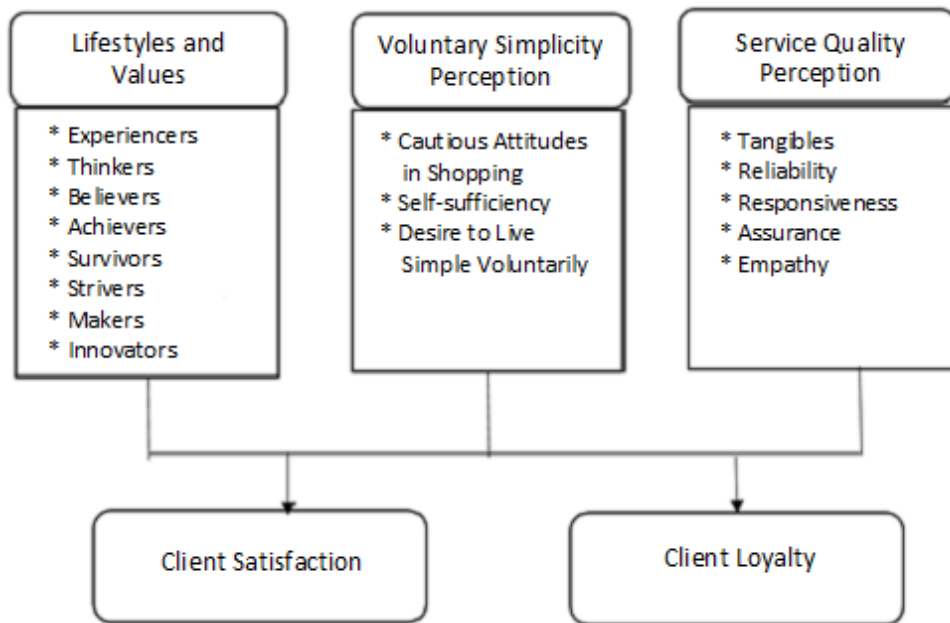 Lifestyles and
Values
* Experiencers
* Thinkers
* Believers
* Achievers
* Survivors
* Strivers
* Makers
* Innovators
Voluntary Simplicity
Perception
* Cautious Attitudes
in Shopping
* Self-sufficiency
* Desire to Live
Simple Voluntarily
Service Quality
Perception
* Tangibles
* Reliability
* Responsiveness
* Assurance
* Empathy
Client Satisfaction
Client Loyalty